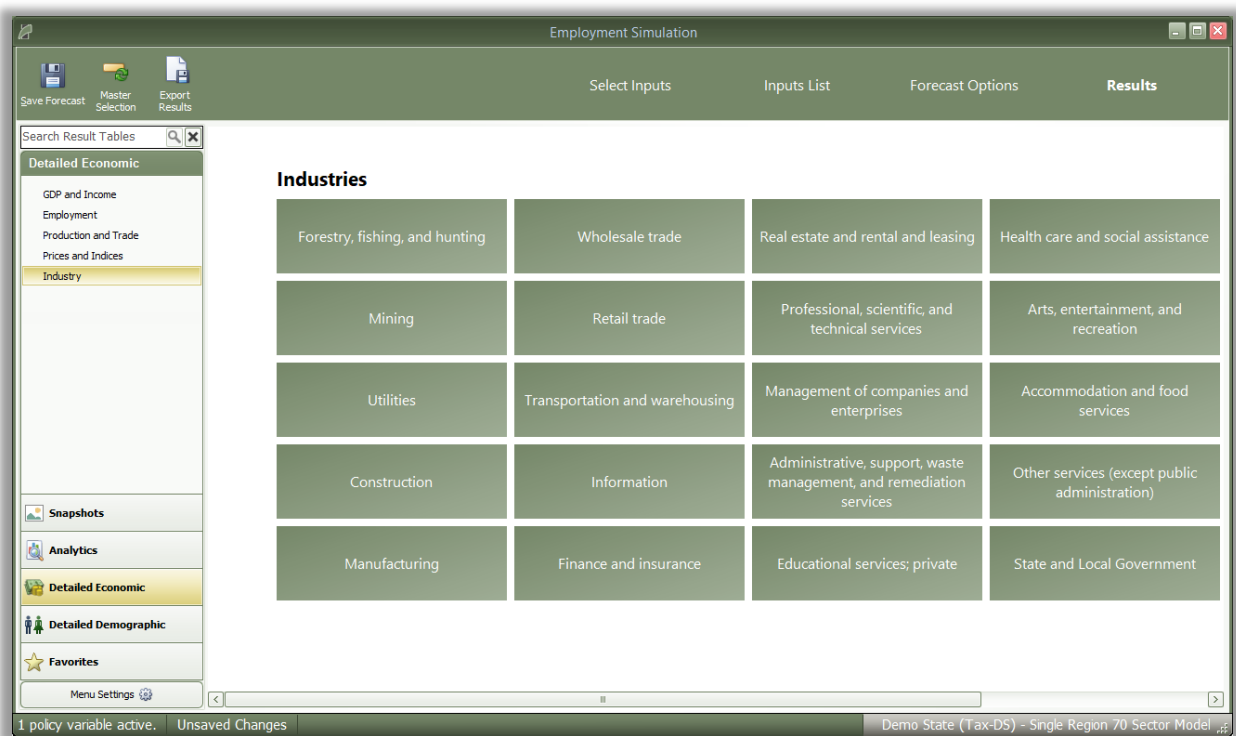 Employment Simulation
Save Forecast
Master
Selection
Export
Results
Select Inputs
Inputs List
Forecast Options
Results
Search Result Tables
Detailed Economic
GDP and Income
Employment
Production and Trade
Prices and Indices
Industry
Snapshots
Analytics
Detailed Economic
Detailed Demographic
Favorites
Menu Settings
Industries
Forestry, fishing, and hunting
Wholesale trade
Real estate and rental and leasing
Health care and social assistance
Mining
Retail trade
Professional, scientific, and
technical services
Arts, entertainment, and
recreation
Utilities
Transportation and warehousing
Management of companies and
enterprises
Accommodation and food
services
Construction
Information
Administrative, support, waste
management, and remediation
services
Other services (except public
administration)
Manufacturing
Finance and insurance
Educational services; private
State and Local Government
1 policy variable active.
Unsaved Changes
Demo State (Tax-DS) - Single Region 70 Sector Model